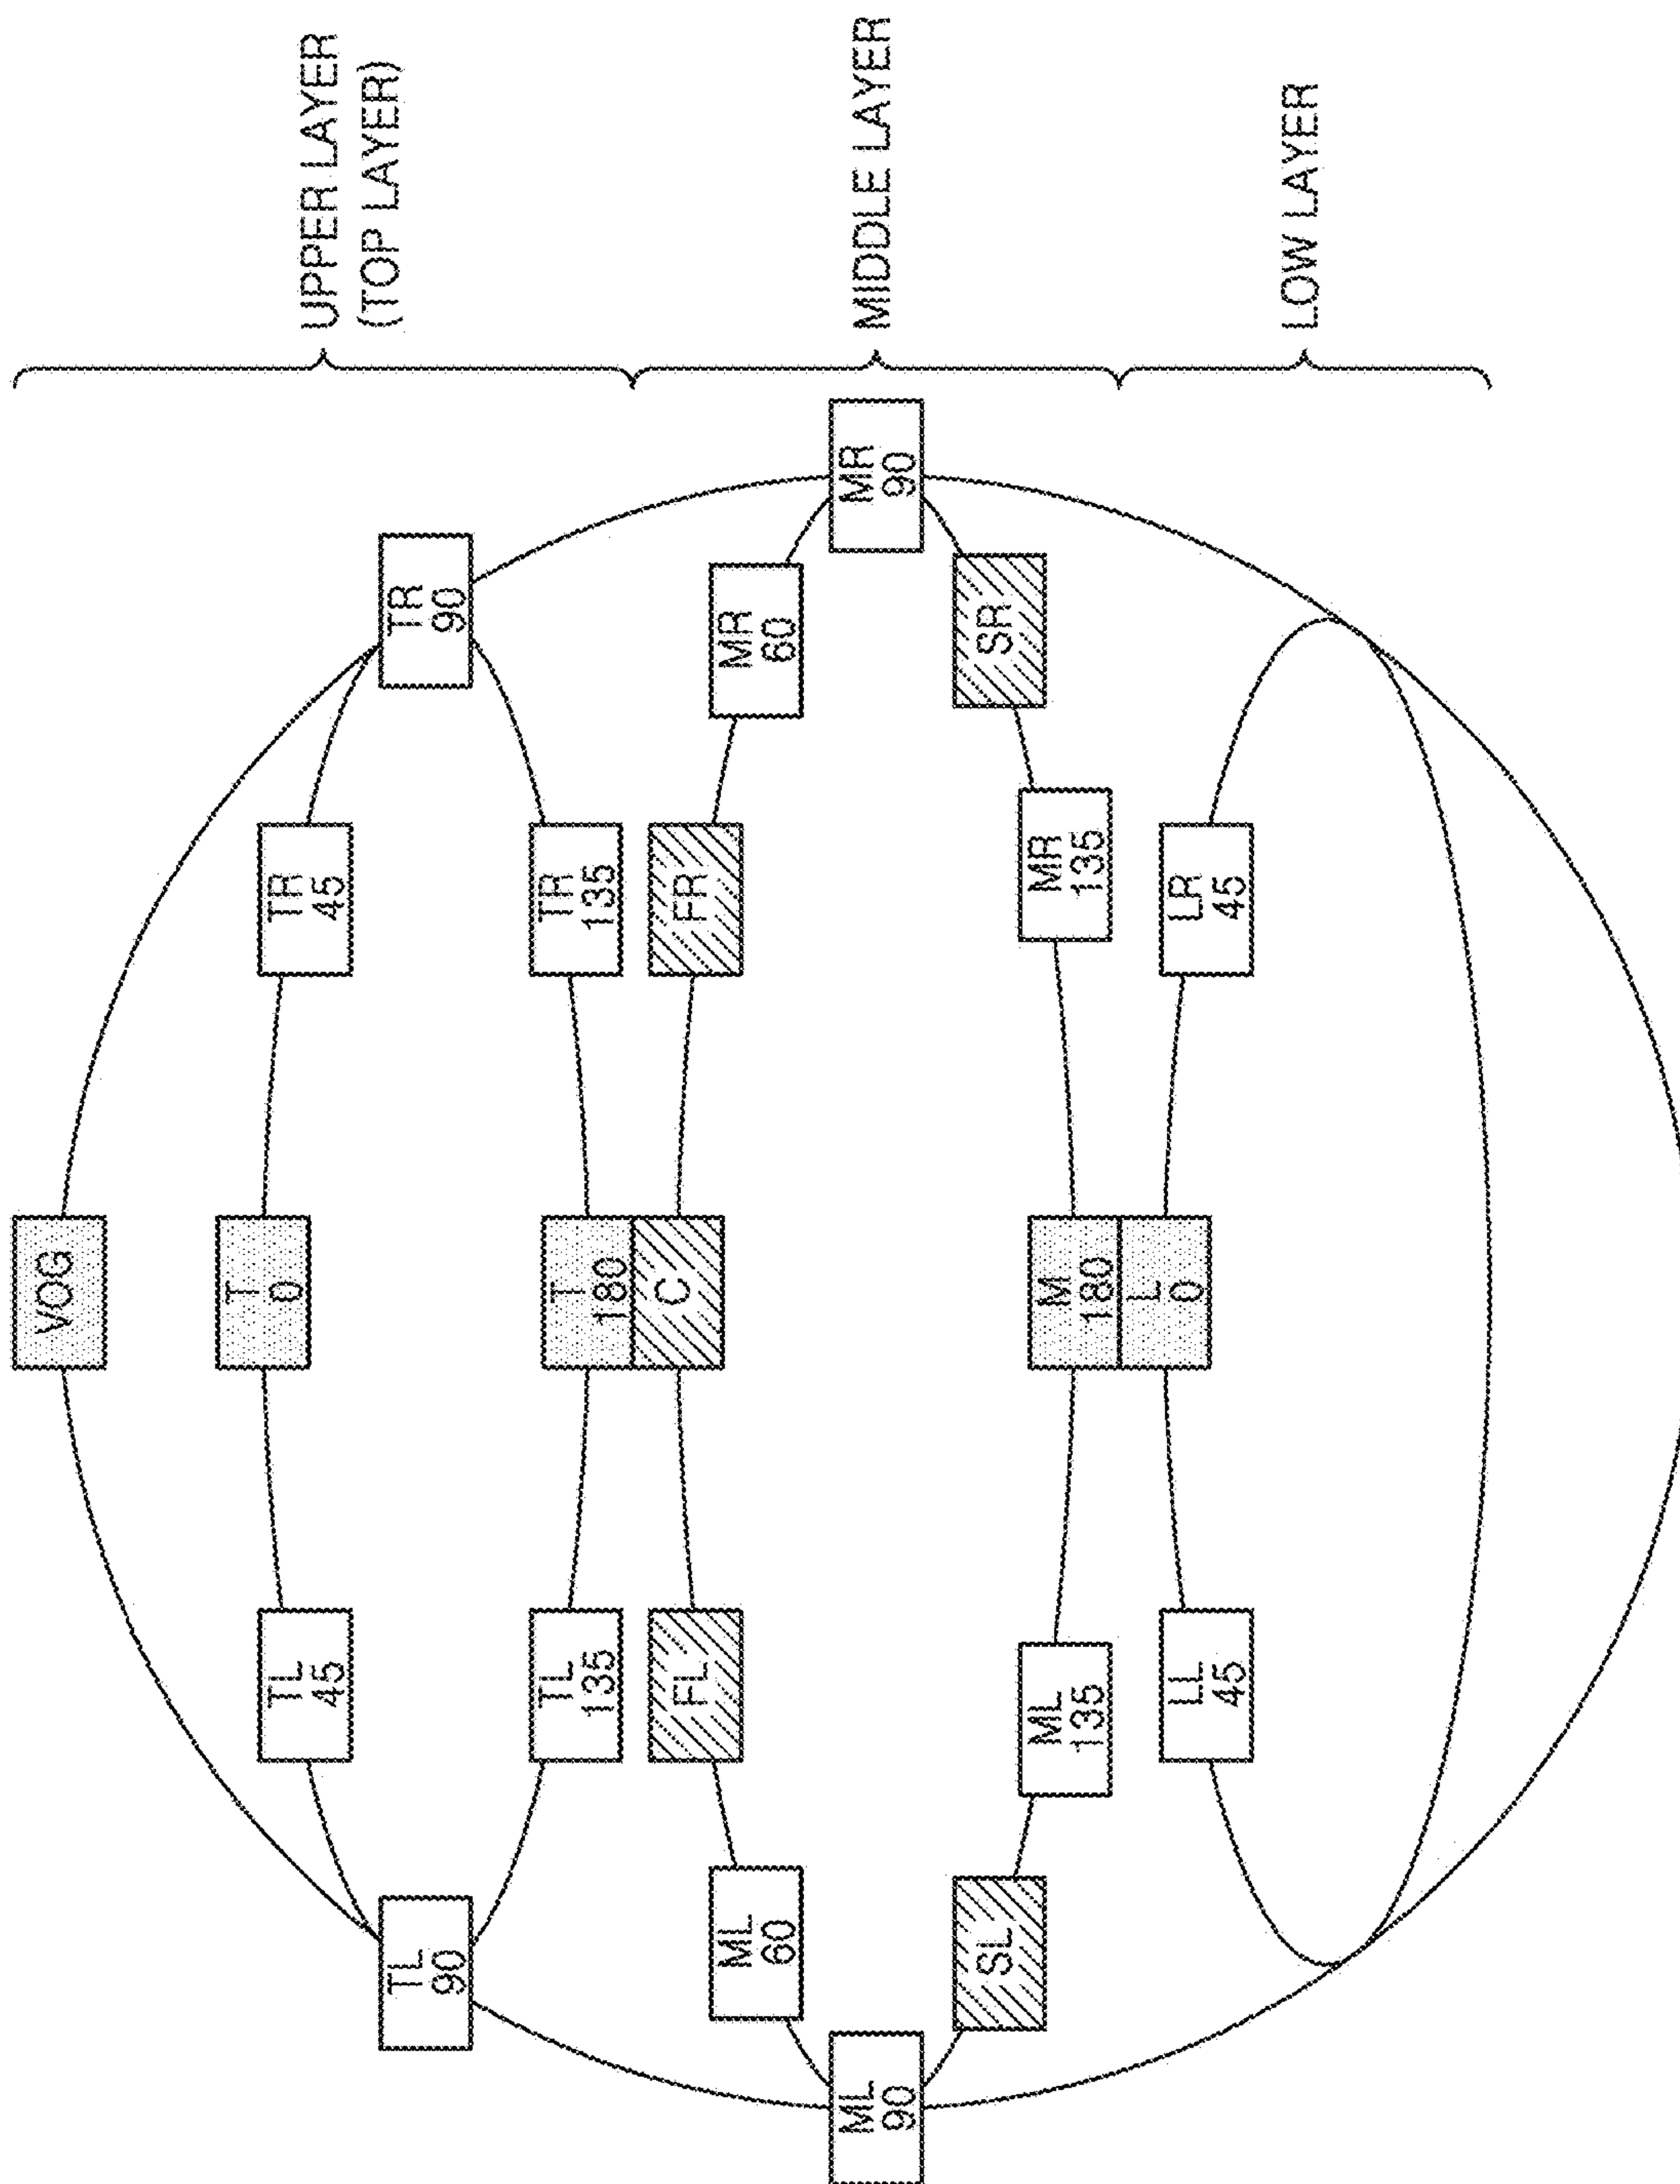 VOG
UPPER LAYER
(TOP LAYER)
TL
45
T
0
TR
45
TL
90
TR
90
TL
135
T
180
TR
135
FL
C
FR
ML
60
MR
60
ML
90
MR
90
MIDDLE LAYER
SL
SR
ML
135
M
180
MR
135
LL
45
L
0
LR
45
LOW LAYER